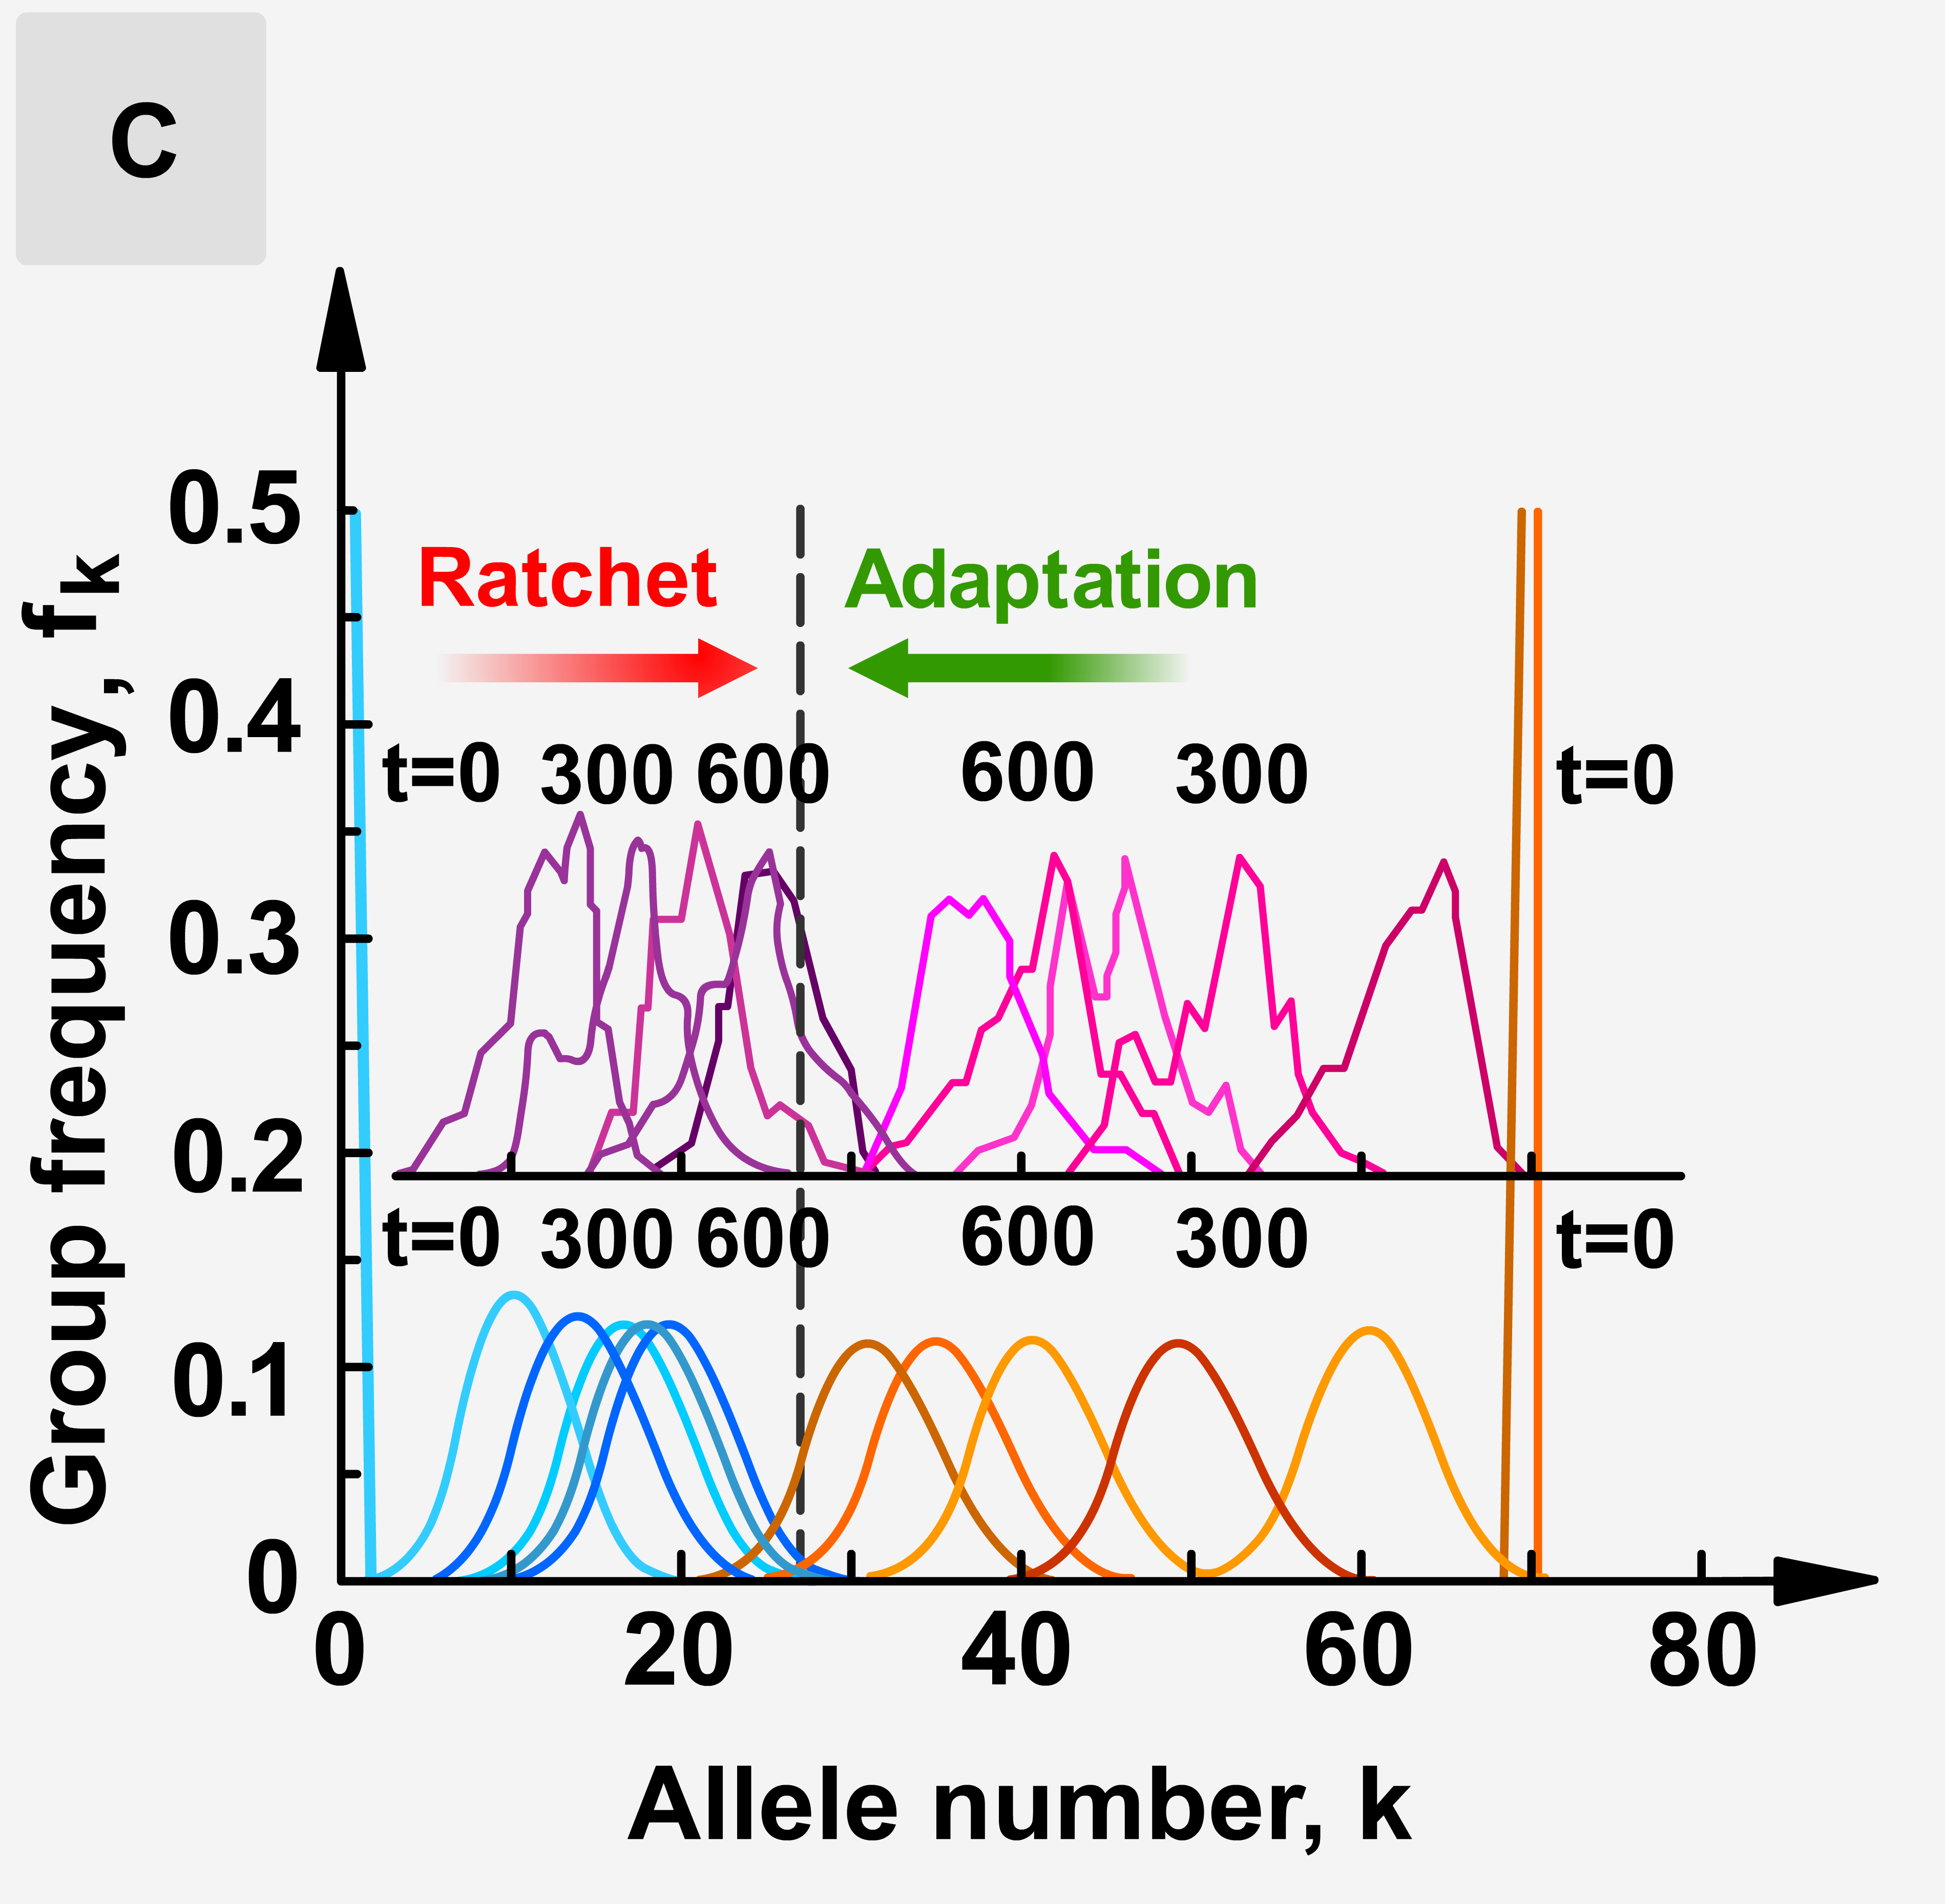 C
Group frequency, fk
0.5
0.4
0.3
0.2
0.1
0
Ratchet
Adaptation
t=0 300 600 600 300 t=0
t=0 300 600 600 300 t=0
0 20 40 60 80
Allele number, k